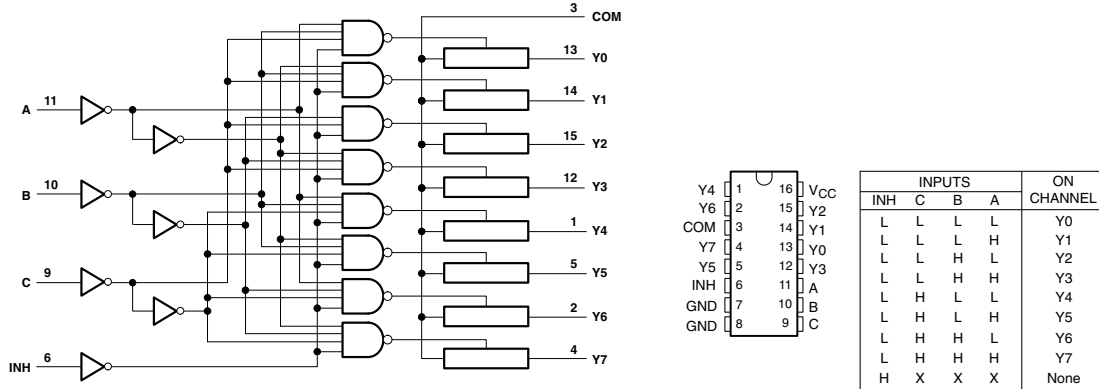 3 COM
13 Y0
14 Y1
15 Y2
12 Y3
1 Y4
5 Y5
2 Y6
4 Y7
A 11
B 10
C 9
INH 6
Y4 1 16 VCC
Y6 2 15 Y2
COM 3 14 Y1
Y7 4 13 Y0
Y5 5 12 Y3
INH 6 11 A
GND 7 10 B
GND 8 9 C
INPUTS ON CHANNEL
INH C B A
L L L L Y0
L L L H Y1
L L H L Y2
L L H H Y3
L H L L Y4
L H L H Y5
L H H L Y6
L H H H Y7
H X X X None